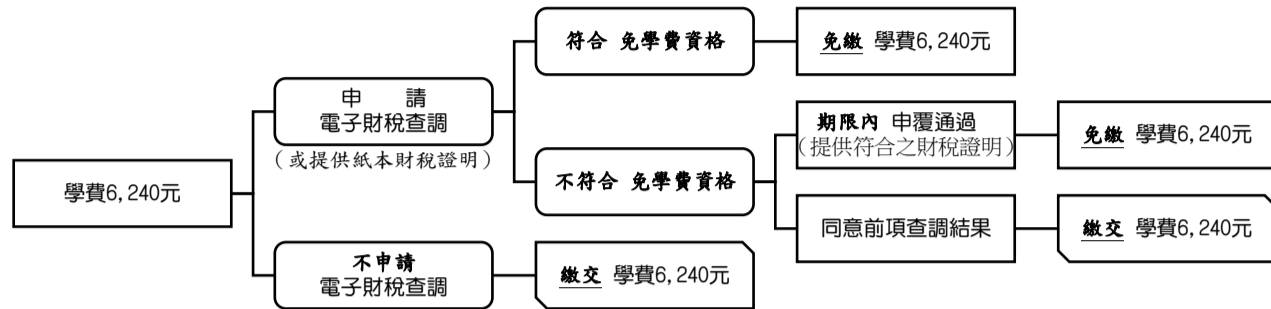 學費6,240元
申　　請
電子財稅查調
（或提供紙本財稅證明）
符合 免學費資格
免繳 學費6,240元
不符合 免學費資格
期限內 申覆通過
（提供符合之財稅證明）
免繳 學費6,240元
同意前項查調結果
繳交 學費6,240元
不申請
電子財稅查調
繳交 學費6,240元